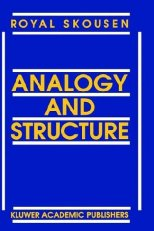 ROYAL SKOUSEN
ANALOGY
AND
STRUCTURE
KLUWER ACADEMIC PUBLISHERS